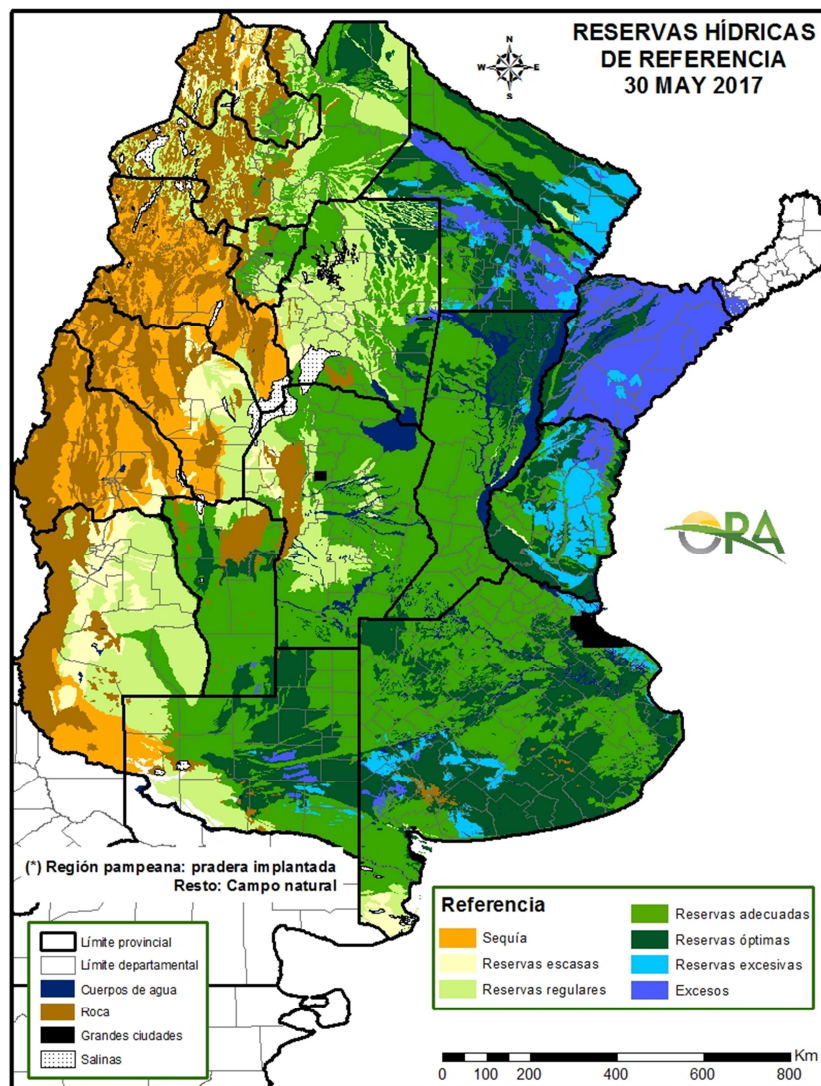 RESERVAS HÍDRICAS
DE REFERENCIA
30 MAY 2017
N
W
E
S
OPA
(*) Región pampeana: pradera implantada
Resto: Campo natural
Límite provincial
Límite departamental
Cuerpos de agua
Roca
Grandes ciudades
Salinas
Referencia
Sequía
Reservas escasas
Reservas regulares
Reservas adecuadas
Reservas óptimas
Reservas excesivas
Excesos
Km
0 100 200 400 600 800